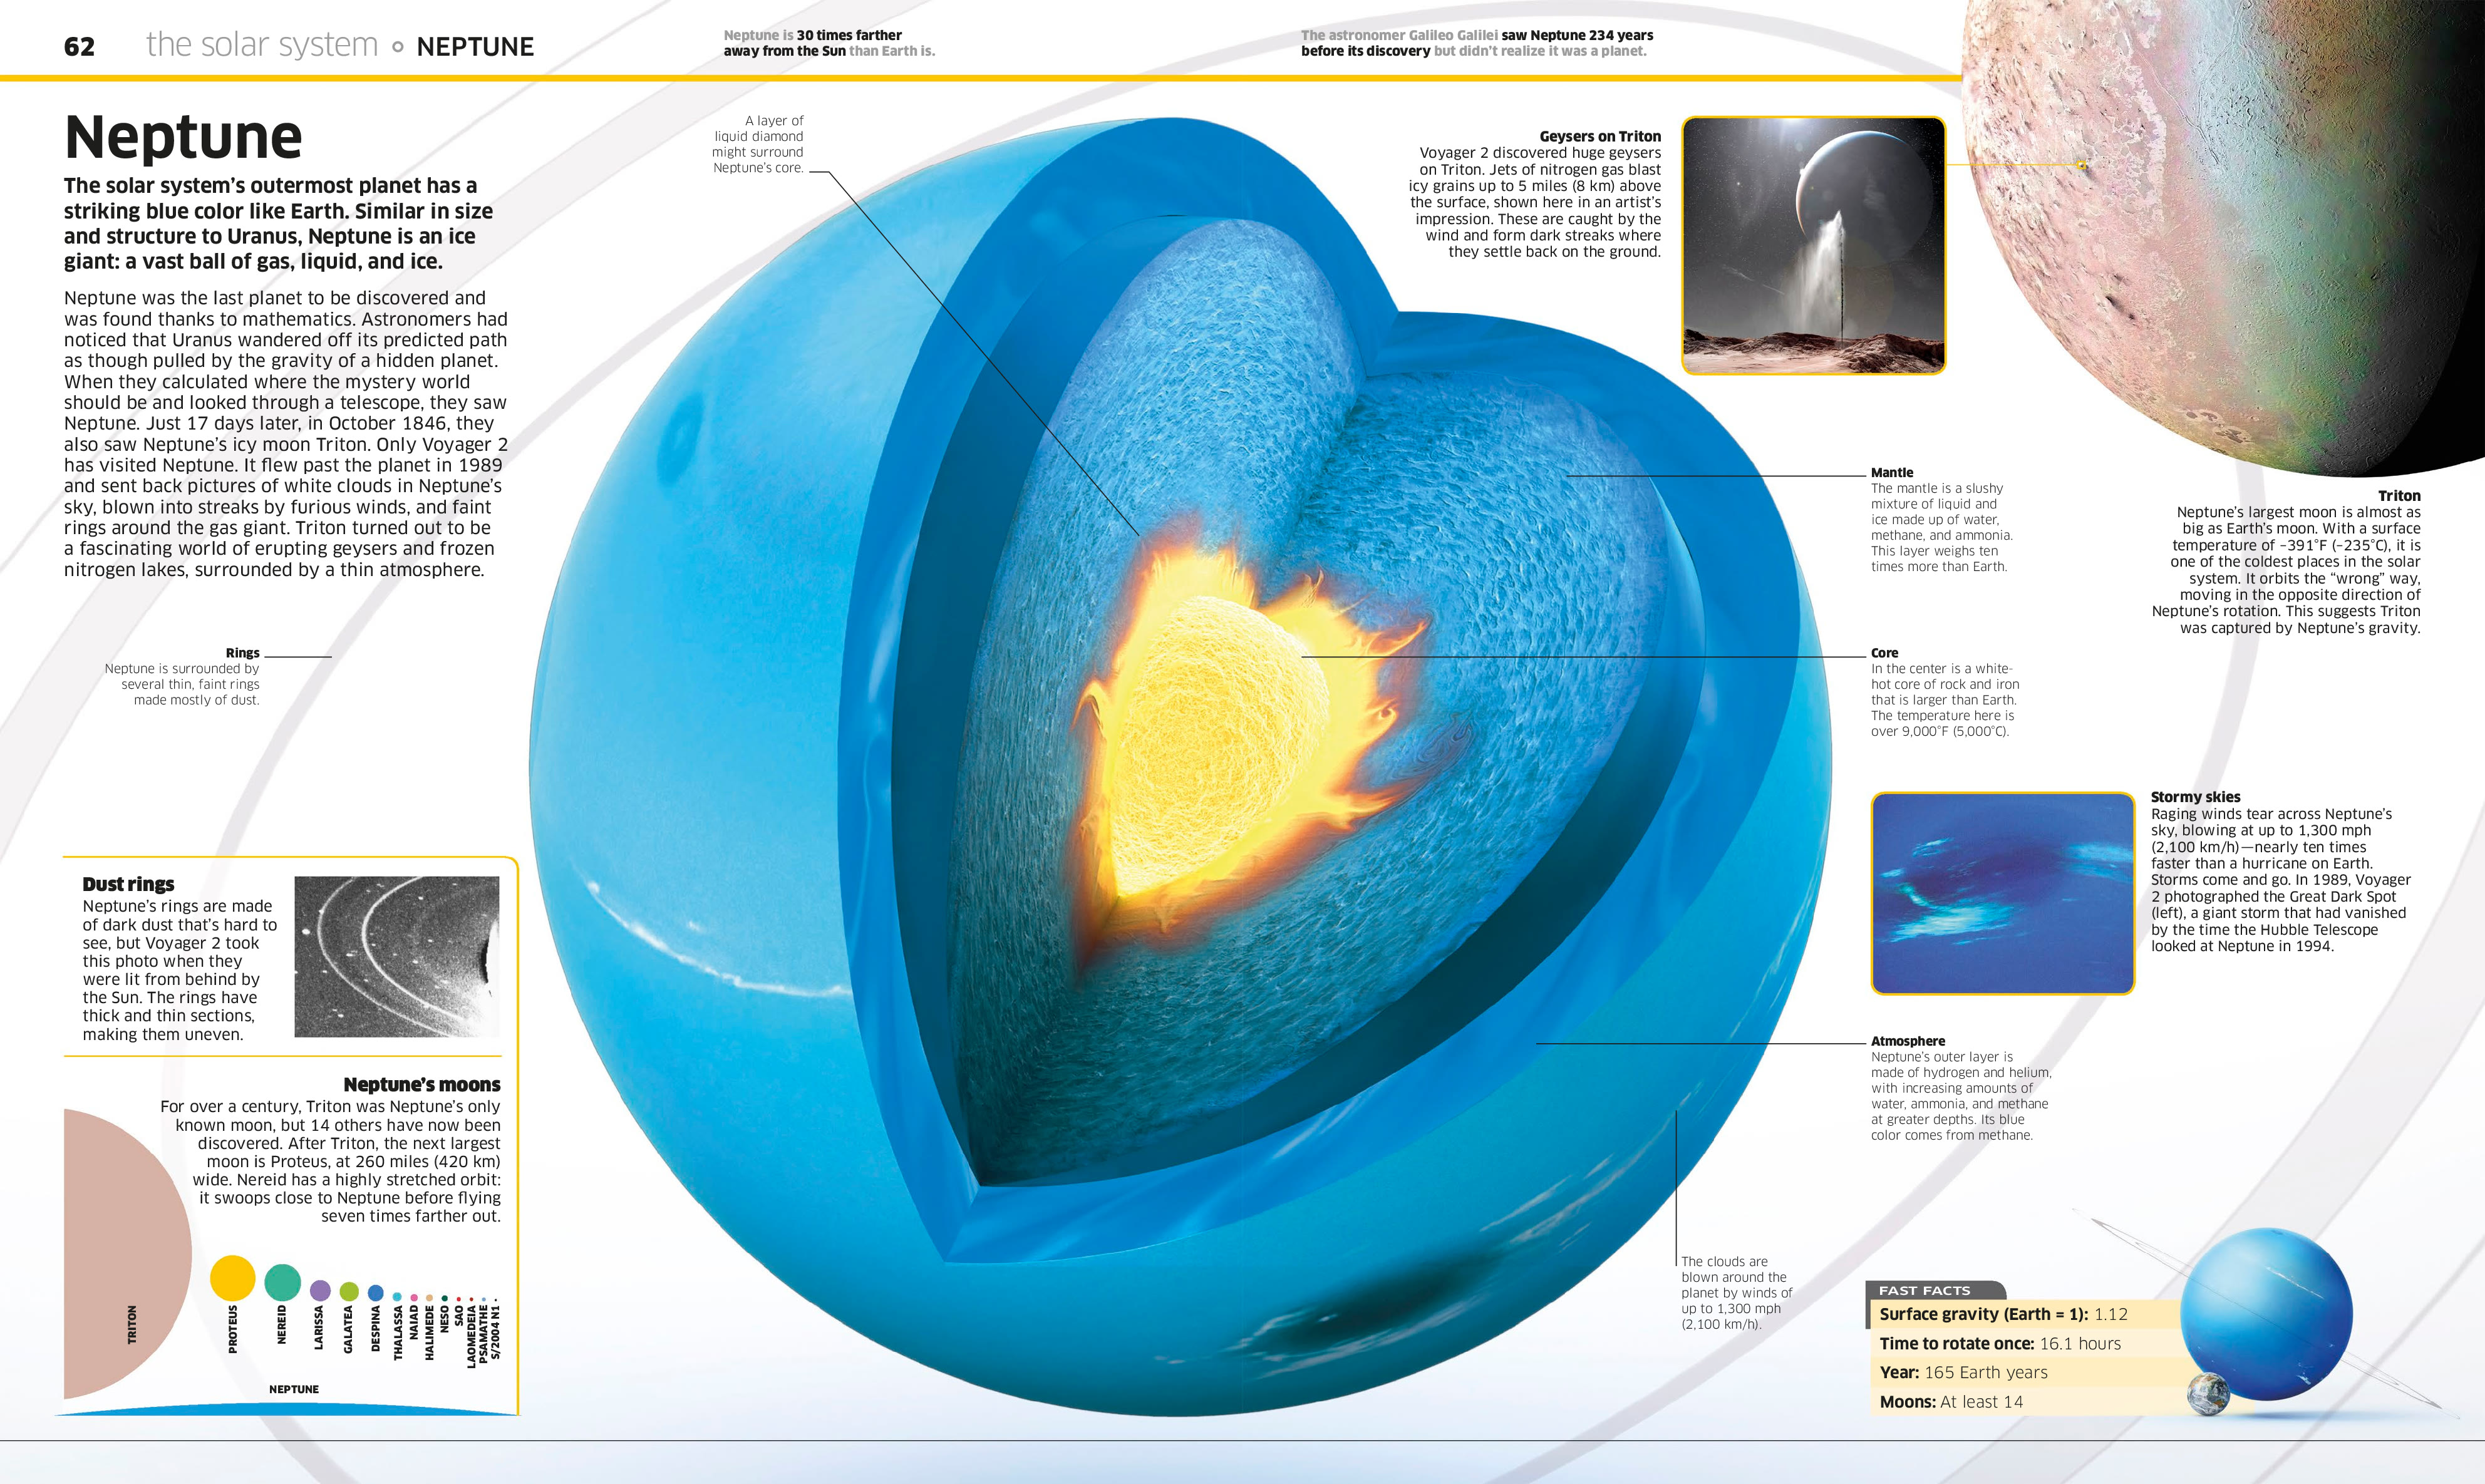 62
the solar system ○ NEPTUNE
Neptune is 30 times farther
away from the Sun than Earth is.
The astronomer Galileo Galilei saw Neptune 234 years
before its discovery but didn't realize it was a planet.
Neptune
The solar system's outermost planet has a
striking blue color like Earth. Similar in size
and structure to Uranus, Neptune is an ice
giant: a vast ball of gas, liquid, and ice.
Neptune was the last planet to be discovered and
was found thanks to mathematics. Astronomers had
noticed that Uranus wandered off its predicted path
as though pulled by the gravity of a hidden planet.
When they calculated where the mystery world
should be and looked through a telescope, they saw
Neptune. Just 17 days later, in October 1846, they
also saw Neptune's icy moon Triton. Only Voyager 2
has visited Neptune. It flew past the planet in 1989
and sent back pictures of white clouds in Neptune's
sky, blown into streaks by furious winds, and faint
rings around the gas giant. Triton turned out to be
a fascinating world of erupting geysers and frozen
nitrogen lakes, surrounded by a thin atmosphere.
A layer of
liquid diamond
might surround
Neptune's core.
Geysers on Triton
Voyager 2 discovered huge geysers
on Triton. Jets of nitrogen gas blast
icy grains up to 5 miles (8 km) above
the surface, shown here in an artist's
impression. These are caught by the
wind and form dark streaks where
they settle back on the ground.
Mantle
The mantle is a slushy
mixture of liquid and
ice made up of water,
methane, and ammonia.
This layer weighs ten
times more than Earth.
Triton
Neptune's largest moon is almost as
big as Earth's moon. With a surface
temperature of -391°F (-235°C), it is
one of the coldest places in the solar
system. It orbits the “wrong” way,
moving in the opposite direction of
Neptune's rotation. This suggests Triton
was captured by Neptune's gravity.
Rings
Neptune is surrounded by
several thin, faint rings
made mostly of dust.
Core
In the center is a white-
hot core of rock and iron
that is larger than Earth.
The temperature here is
over 9,000°F (5,000°C).
Stormy skies
Raging winds tear across Neptune's
sky, blowing at up to 1,300 mph
(2,100 km/h)—nearly ten times
faster than a hurricane on Earth.
Storms come and go. In 1989, Voyager
2 photographed the Great Dark Spot
(left), a giant storm that had vanished
by the time the Hubble Telescope
looked at Neptune in 1994.
Dust rings
Neptune's rings are made
of dark dust that's hard to
see, but Voyager 2 took
this photo when they
were lit from behind by
the Sun. The rings have
thick and thin sections,
making them uneven.
Atmosphere
Neptune's outer layer is
made of hydrogen and helium,
with increasing amounts of
water, ammonia, and methane
at greater depths. Its blue
color comes from methane.
Neptune's moons
For over a century, Triton was Neptune's only
known moon, but 14 others have now been
discovered. After Triton, the next largest
moon is Proteus, at 260 miles (420 km)
wide. Nereid has a highly stretched orbit:
it swoops close to Neptune before flying
seven times farther out.
TRITON
PROTEUS
NEREID
LARISSA
GALATEA
DESPINA
THALASSA
NAIAD
HALIMEDE
NESO
SAO
LAOMEDEIA
PSAMATHE
S/2004 N1
NEPTUNE
The clouds are
blown around the
planet by winds of
up to 1,300 mph
(2,100 km/h).
FAST FACTS
Surface gravity (Earth = 1): 1.12
Time to rotate once: 16.1 hours
Year: 165 Earth years
Moons: At least 14